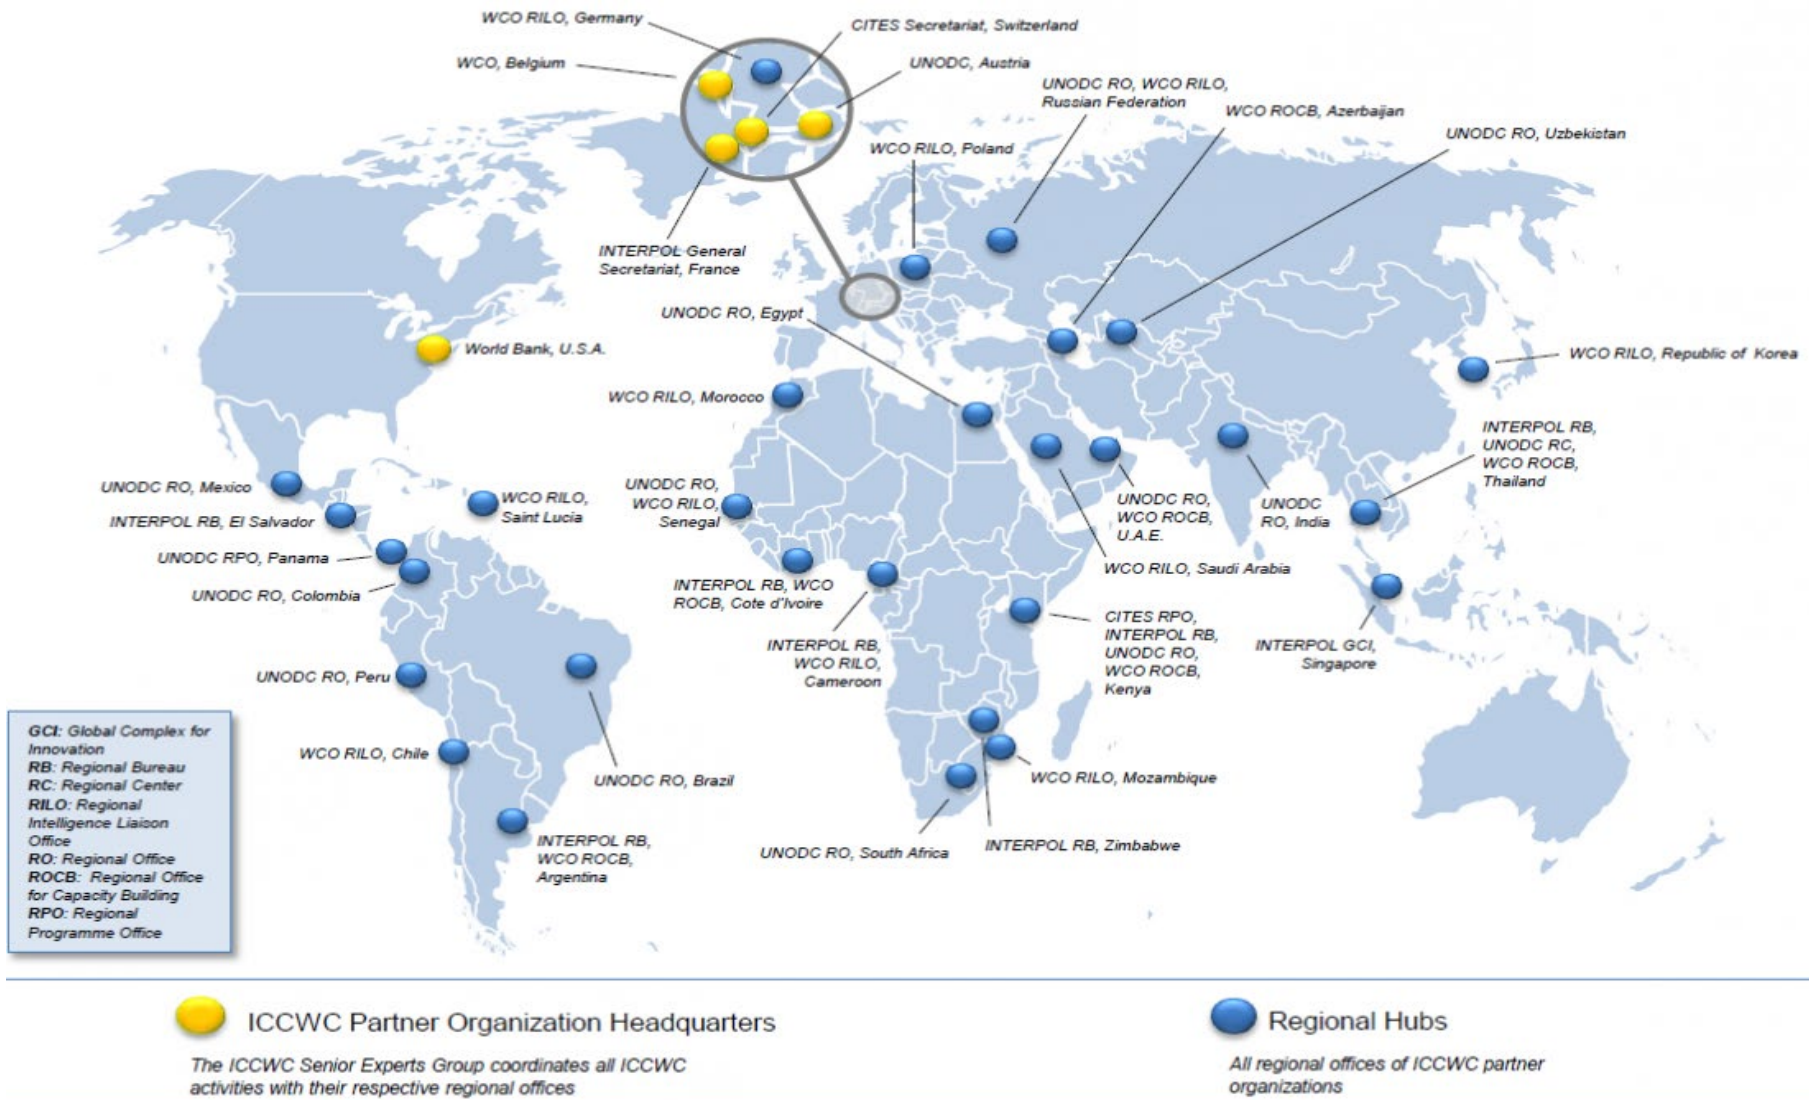 WCO RILO, Germany
CITES Secretariat, Switzerland
WCO, Belgium
UNODC, Austria
UNODC RO, WCO RILO,
Russian Federation
WCO ROCB, Azerbaijan
UNODC RO, Uzbekistan
WCO RILO, Poland
INTERPOL General
Secretariat, France
UNODC RO, Egypt
World Bank, U.S.A.
WCO RILO, Republic of Korea
WCO RILO, Morocco
INTERPOL RB,
UNODC RC,
WCO ROCB,
Thailand
UNODC RO, Mexico
WCO RILO,
Saint Lucia
UNODC RO,
WCO RILO,
Senegal
UNODC RO,
WCO ROCB,
U.A.E.
UNODC
RO, India
INTERPOL RB, El Salvador
UNODC RPO, Panama
WCO RILO, Saudi Arabia
UNODC RO, Colombia
INTERPOL RB, WCO
ROCB, Cote d'Ivoire
INTERPOL RB,
WCO RILO,
Cameroon
CITES RPO,
INTERPOL RB,
UNODC RO,
WCO ROCB,
Kenya
INTERPOL GCI,
Singapore
UNODC RO, Peru
WCO RILO, Chile
UNODC RO, Brazil
WCO RILO, Mozambique
INTERPOL RB,
WCO ROCB,
Argentina
UNODC RO, South Africa
INTERPOL RB, Zimbabwe
GCI: Global Complex for
Innovation
RB: Regional Bureau
RC: Regional Center
RILO: Regional
Intelligence Liaison
Office
RO: Regional Office
ROCB: Regional Office
for Capacity Building
RPO: Regional
Programme Office
ICCWC Partner Organization Headquarters
The ICCWC Senior Experts Group coordinates all ICCWC
activities with their respective regional offices
Regional Hubs
All regional offices of ICCWC partner
organizations